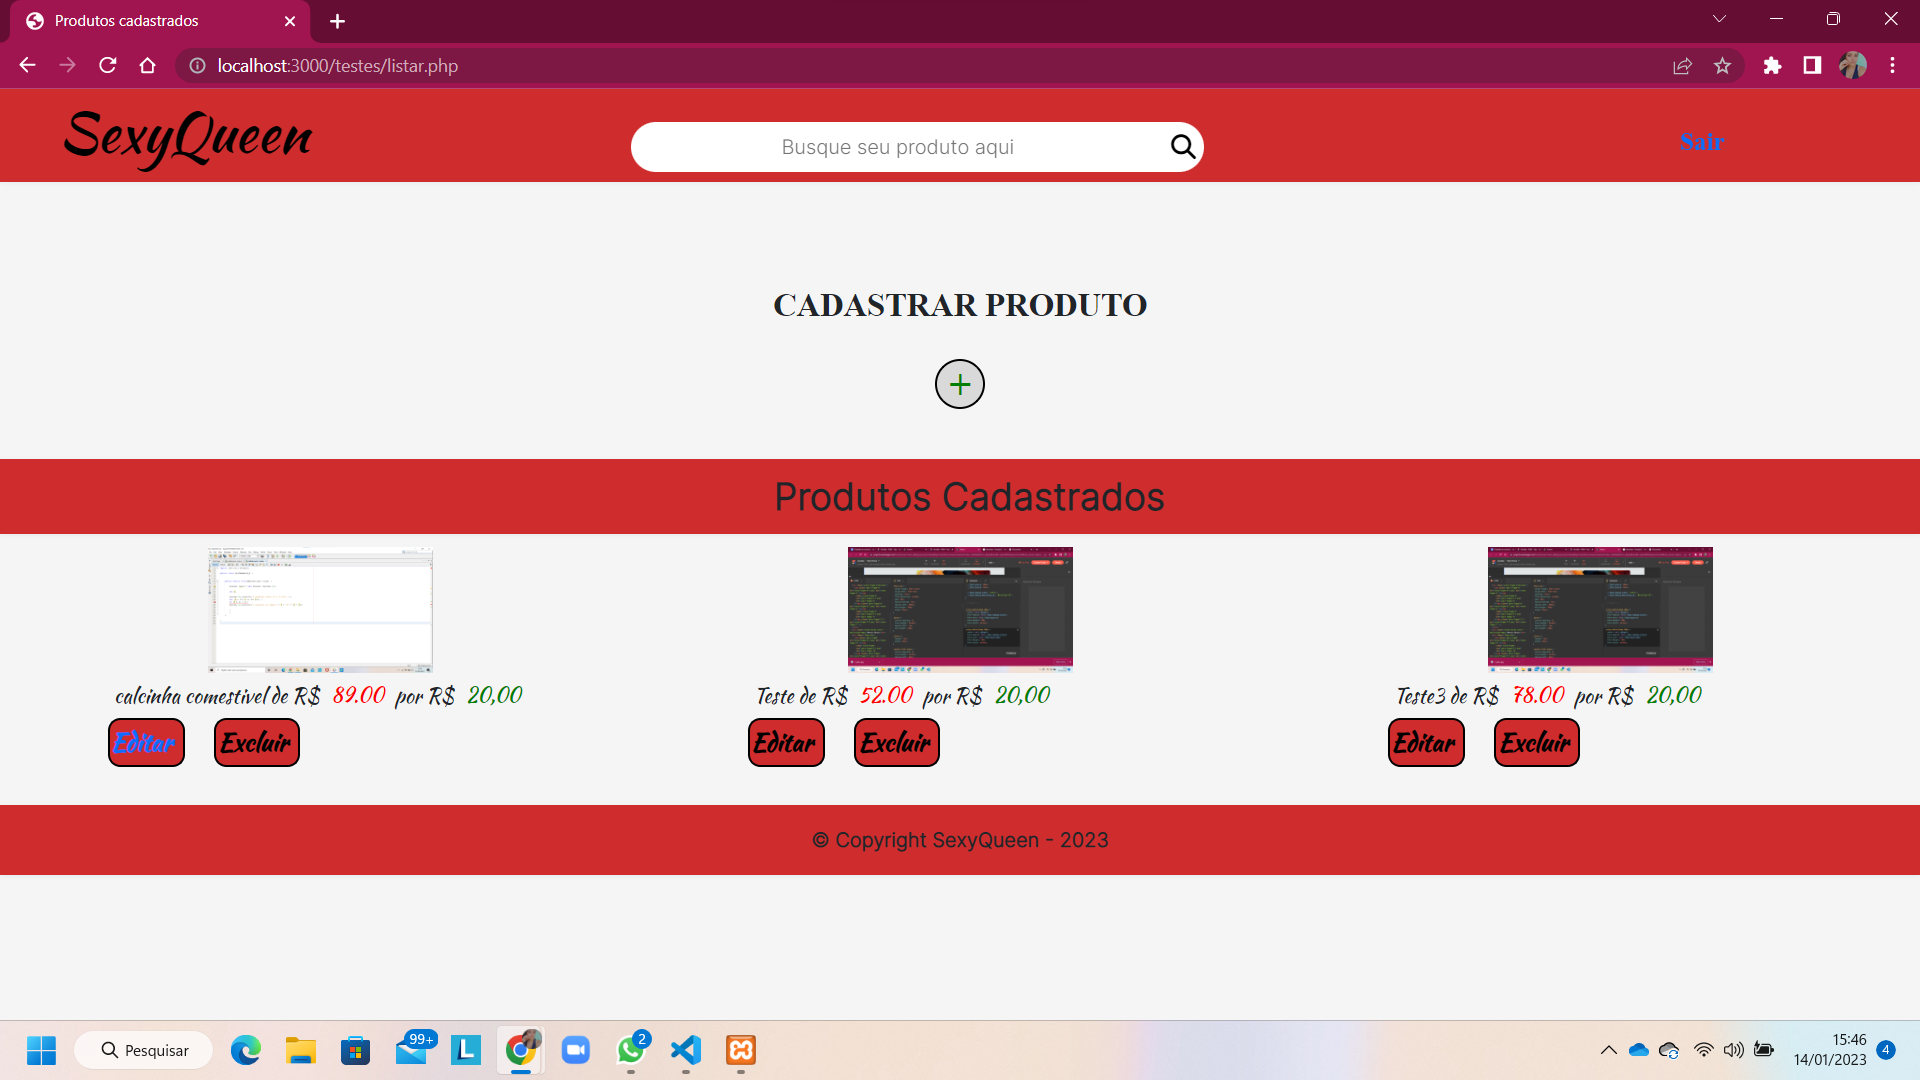 Produtos cadastrados
localhost:3000/testes/listar.php
SexyQueen
Busque seu produto aqui
Sair
CADASTRAR PRODUTO
+
Produtos Cadastrados
calcinha comestivel de R$ 89.00 por R$ 20,00
Editar Excluir
Teste de R$ 52.00 por R$ 20,00
Editar Excluir
Teste3 de R$ 78.00 por R$ 20,00
Editar Excluir
© Copyright SexyQueen - 2023
Pesquisar
99+
L
2
15:46
14/01/2023
4